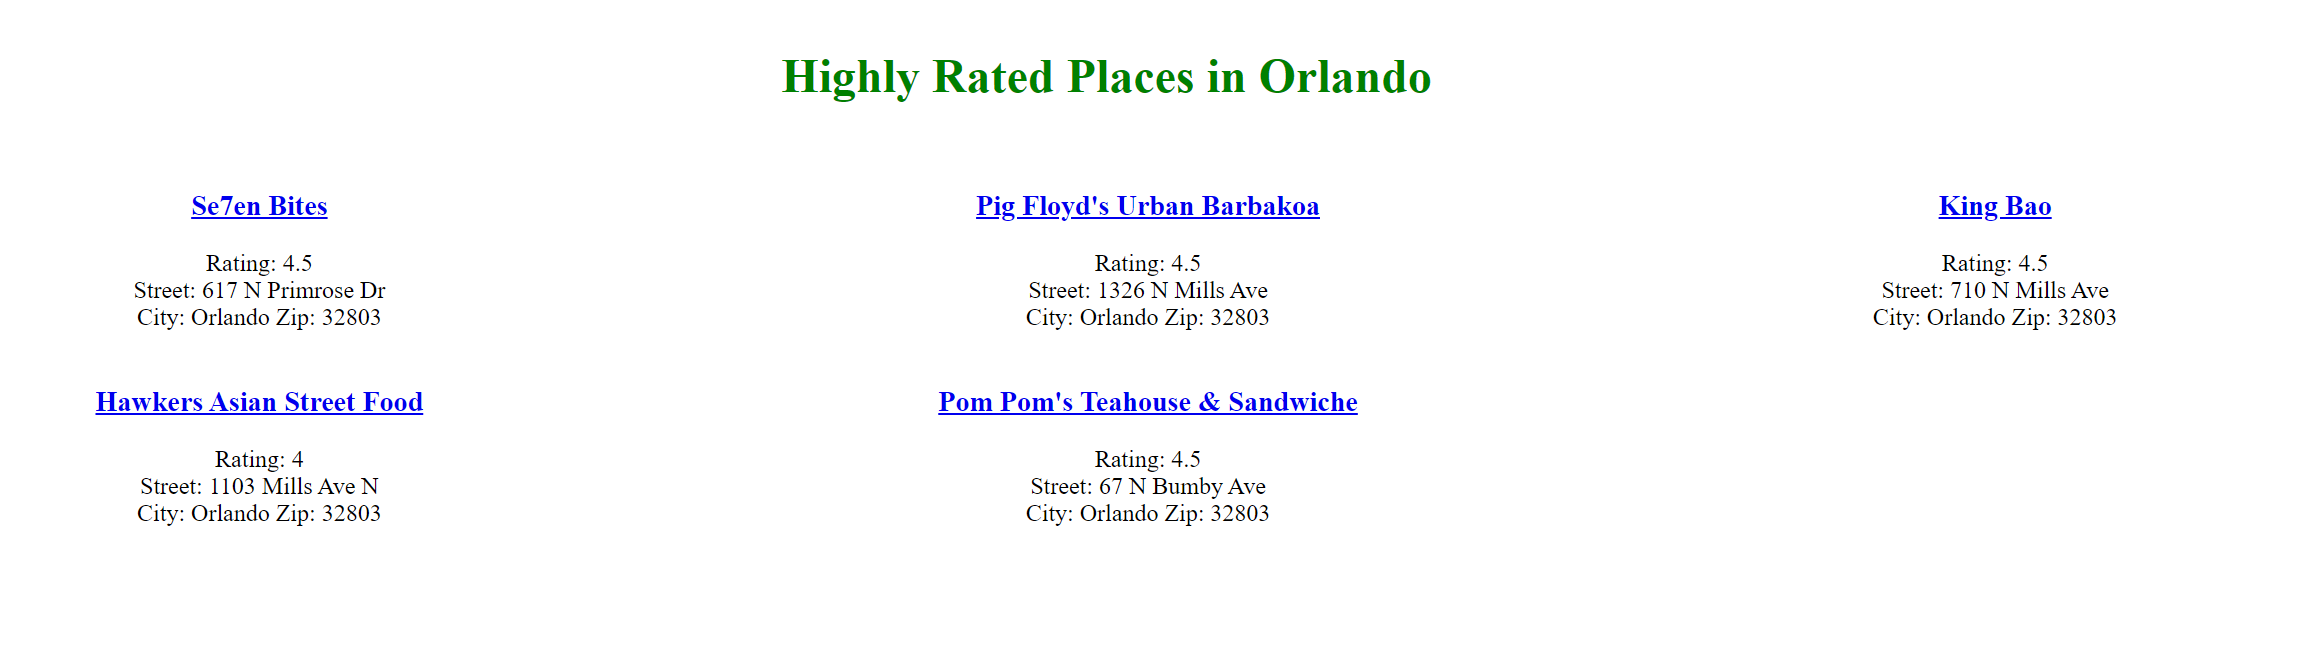 Highly Rated Places in Orlando
Se7en Bites
Rating: 4.5
Street: 617 N Primrose Dr
City: Orlando Zip: 32803
Pig Floyd's Urban Barbakoa
Rating: 4.5
Street: 1326 N Mills Ave
City: Orlando Zip: 32803
King Bao
Rating: 4.5
Street: 710 N Mills Ave
City: Orlando Zip: 32803
Hawkers Asian Street Food
Rating: 4
Street: 1103 Mills Ave N
City: Orlando Zip: 32803
Pom Pom's Teahouse & Sandwiche
Rating: 4.5
Street: 67 N Bumby Ave
City: Orlando Zip: 32803